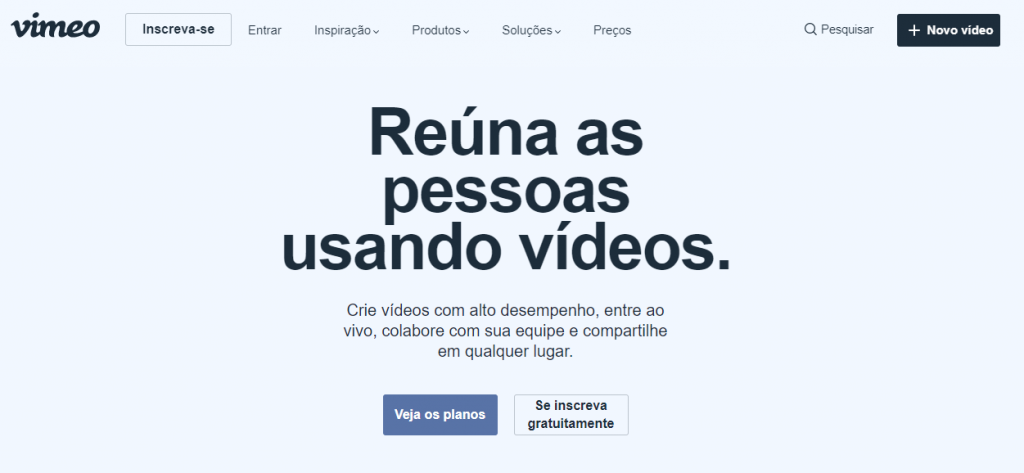 vimeo
Inscreva-se
Entrar
Inspiração
Produtos
Soluções
Preços
Pesquisar
+ Novo vídeo
Reúna as
pessoas
usando vídeos.
Crie vídeos com alto desempenho, entre ao
vivo, colabore com sua equipe e compartilhe
em qualquer lugar.
Veja os planos
Se inscreva
gratuitamente